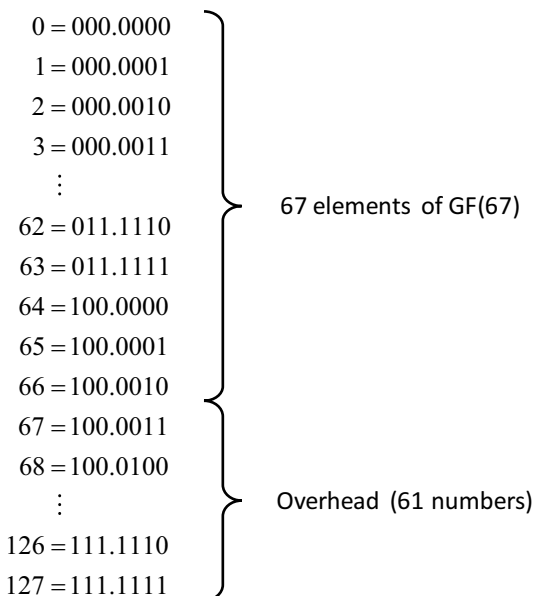 0 = 000.0000
1 = 000.0001
2 = 000.0010
3 = 000.0011
⋮
67 elements of GF(67)
62 = 011.1110
63 = 011.1111
64 = 100.0000
65 = 100.0001
66 = 100.0010
67 = 100.0011
68 = 100.0100
⋮
Overhead (61 numbers)
126 = 111.1110
127 = 111.1111